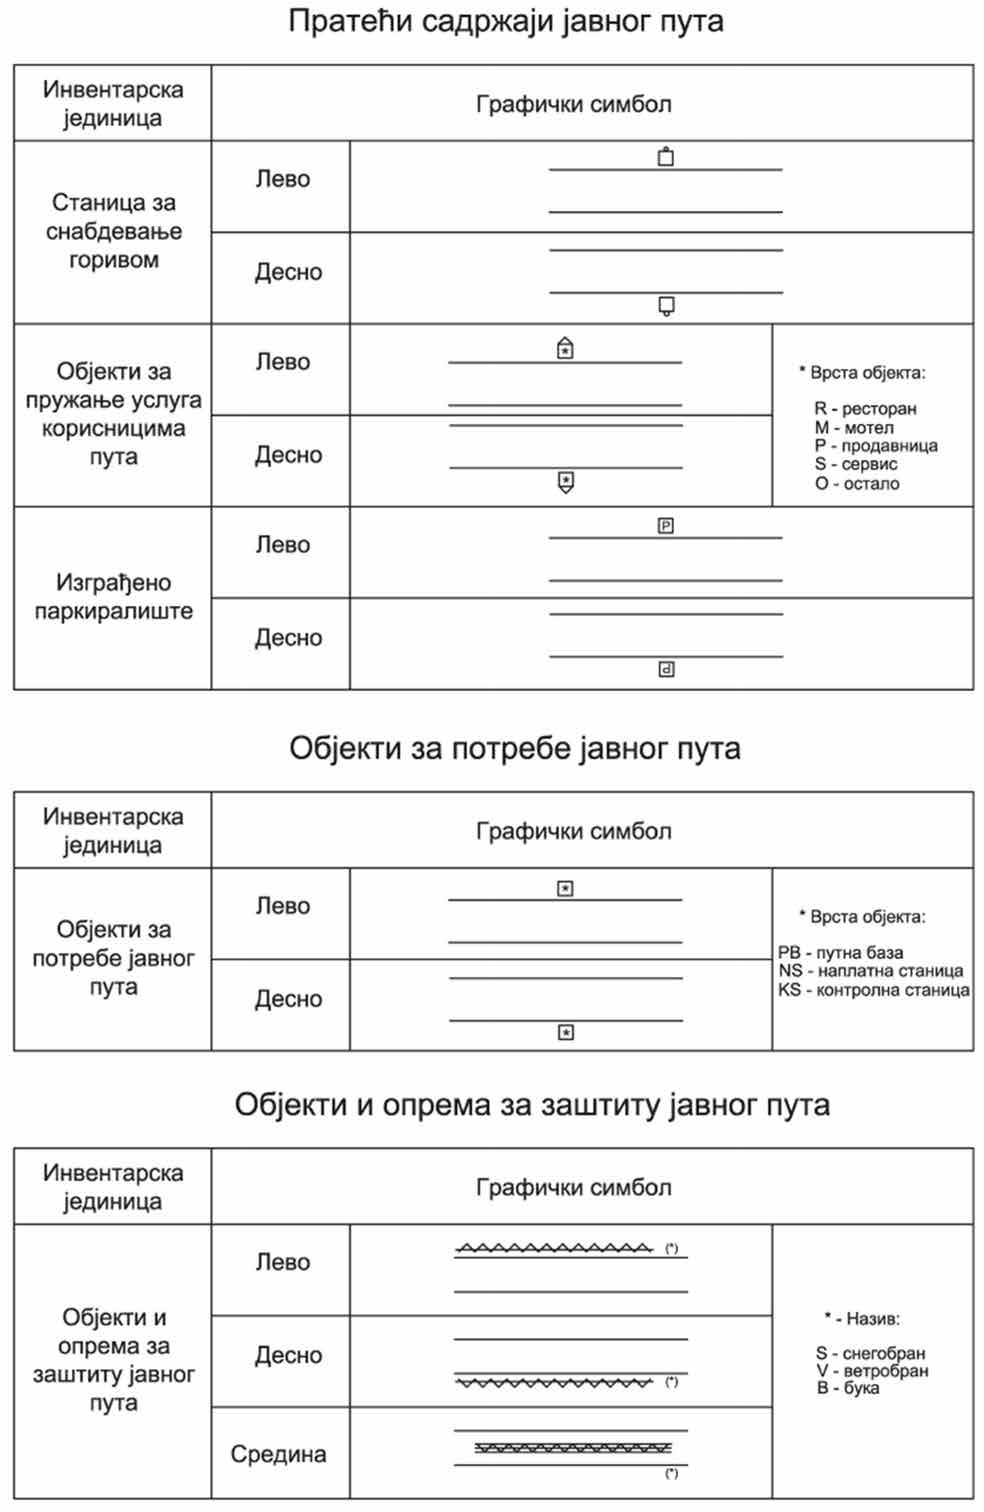 Пратећи садржаји јавног пута
Инвентарска
јединица
Графички симбол
Станица за
снабдевање
горивом
Лево
Десно
Објекти за
пружање услуга
корисницима
пута
Лево
*
Десно
*
* Врста објекта:
R - ресторан
M - мотел
P - продавница
S - сервис
O - остало
Изграђено
паркиралиште
Лево
P
Десно
P
Објекти за потребе јавног пута
Инвентарска
јединица
Графички симбол
Објекти за
потребе јавног
пута
Лево
*
Десно
*
* Врста објекта:
PB - путна база
NS - наплатна станица
KS - контролна станица
Објекти и опрема за заштиту јавног пута
Инвентарска
јединица
Графички симбол
Објекти и
опрема за
заштиту јавног
пута
Лево
(*)
Десно
(*)
Средина
(*)
* - Назив:
S - снегобран
V - ветробран
B - бука